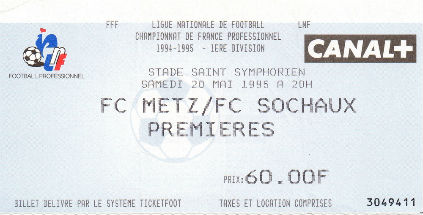 FFF LIGUE NATIONALE DE FOOTBALL LNF
CHAMPIONNAT DE FRANCE PROFESSIONNEL
1994-1995 - 1ERE DIVISION
CANAL+
FOOTBALL PROFESSIONNEL
STADE SAINT SYMPHORIEN
SAMEDI 20 MAI 1995 A 20H
FC METZ/FC SOCHAUX
PREMIERES
PRIX: 60.00F
BILLET DELIVRE PAR LE SYSTEME TICKETFOOT TAXES ET LOCATION COMPRISES 3049411